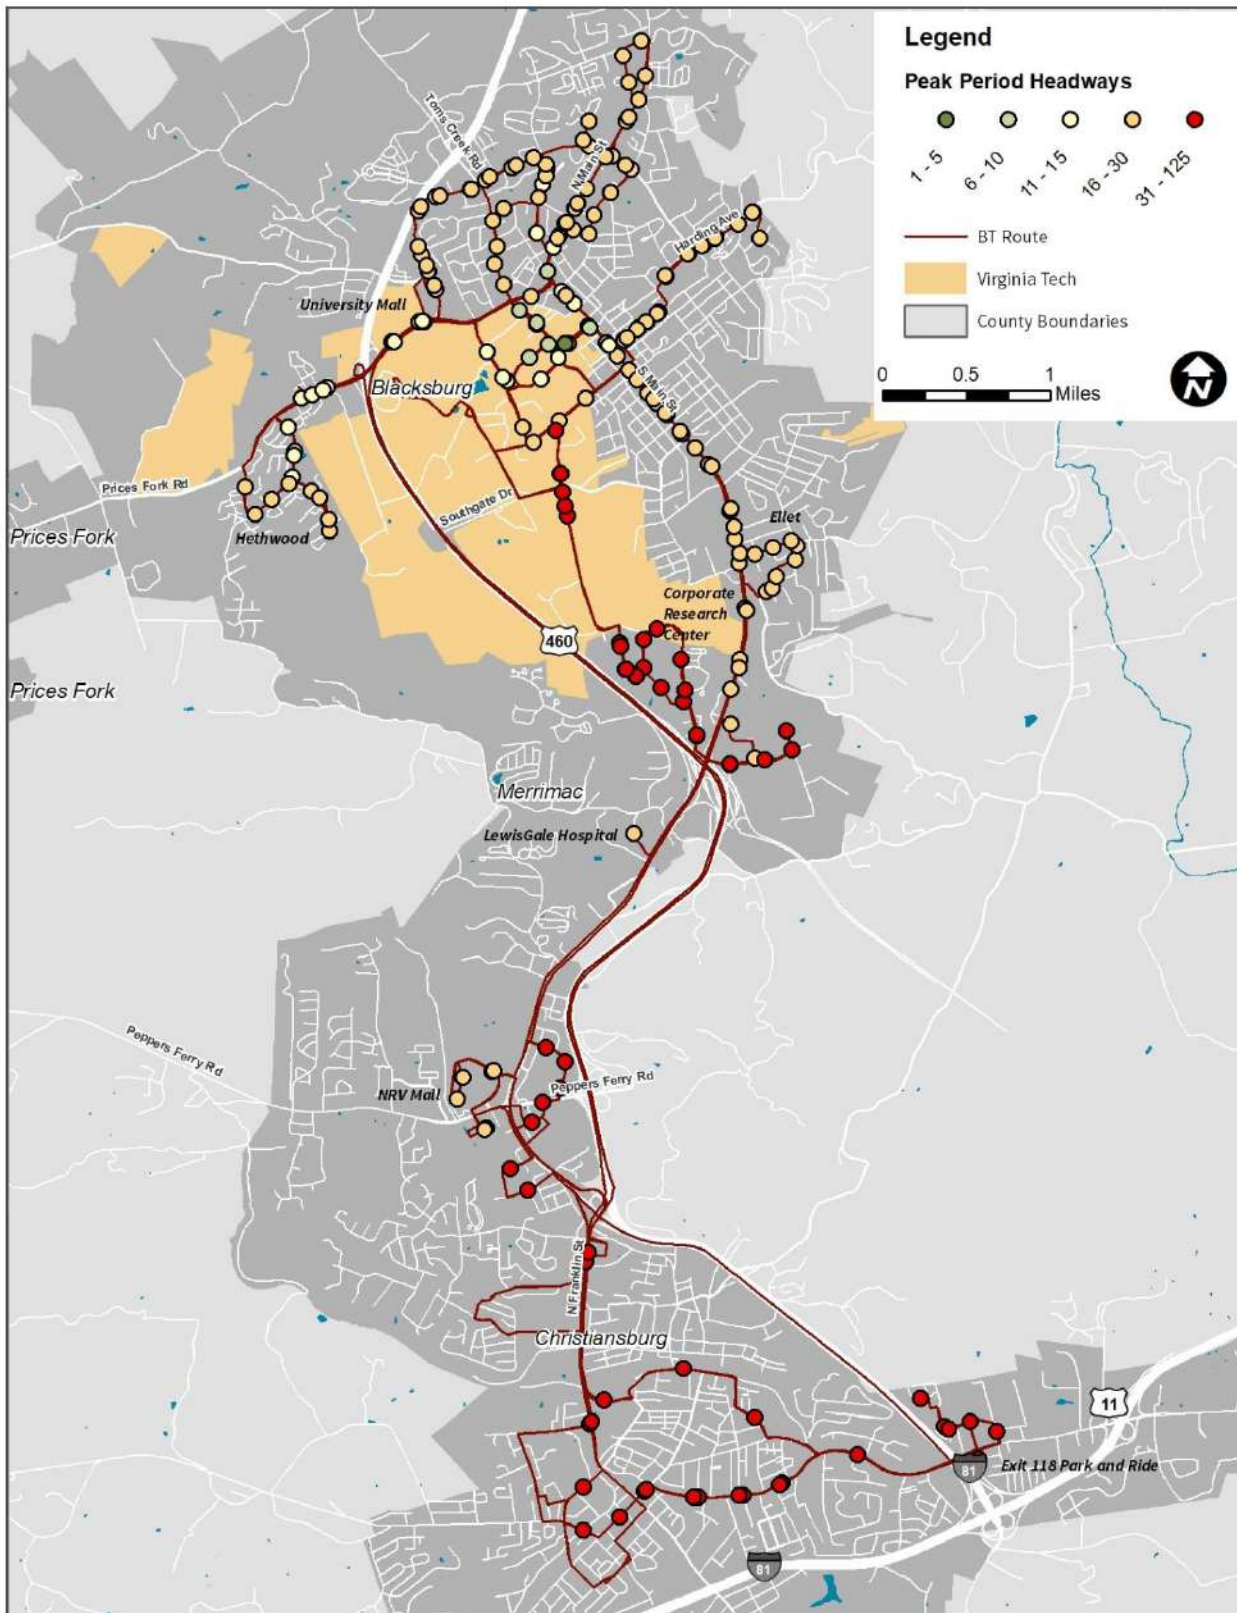 Legend
Peak Period Headways
1 - 5
6 - 10
11 - 15
16 - 30
31 - 125
BT Route
Virginia Tech
County Boundaries
0 0.5 1
Miles
N
Toms Creek Rd
N Main St
Harding Ave
University Mall
Blacksburg
S Main St
Prices Fork Rd
Southgate Dr
Prices Fork
Hethwood
Ellet
Corporate
Research
Center
460
Prices Fork
Merrimac
LewisGale Hospital
Peppers Ferry Rd
NRV Mall
Peppers Ferry Rd
N Franklin St
Christiansburg
11
81
Exit 118 Park and Ride
81